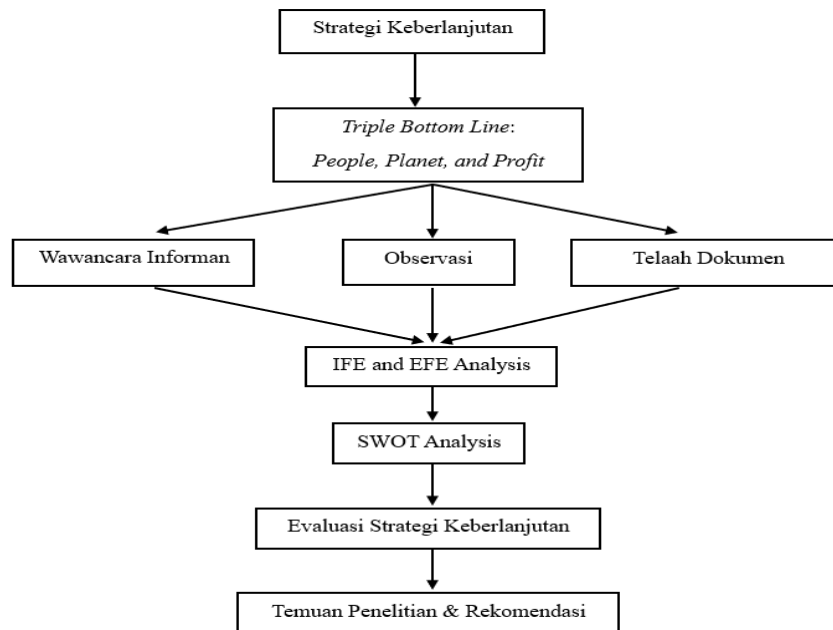 Strategi Keberlanjutan
Triple Bottom Line:
People, Planet, and Profit
Wawancara Informan
Observasi
Telaah Dokumen
IFE and EFE Analysis
SWOT Analysis
Evaluasi Strategi Keberlanjutan
Temuan Penelitian & Rekomendasi